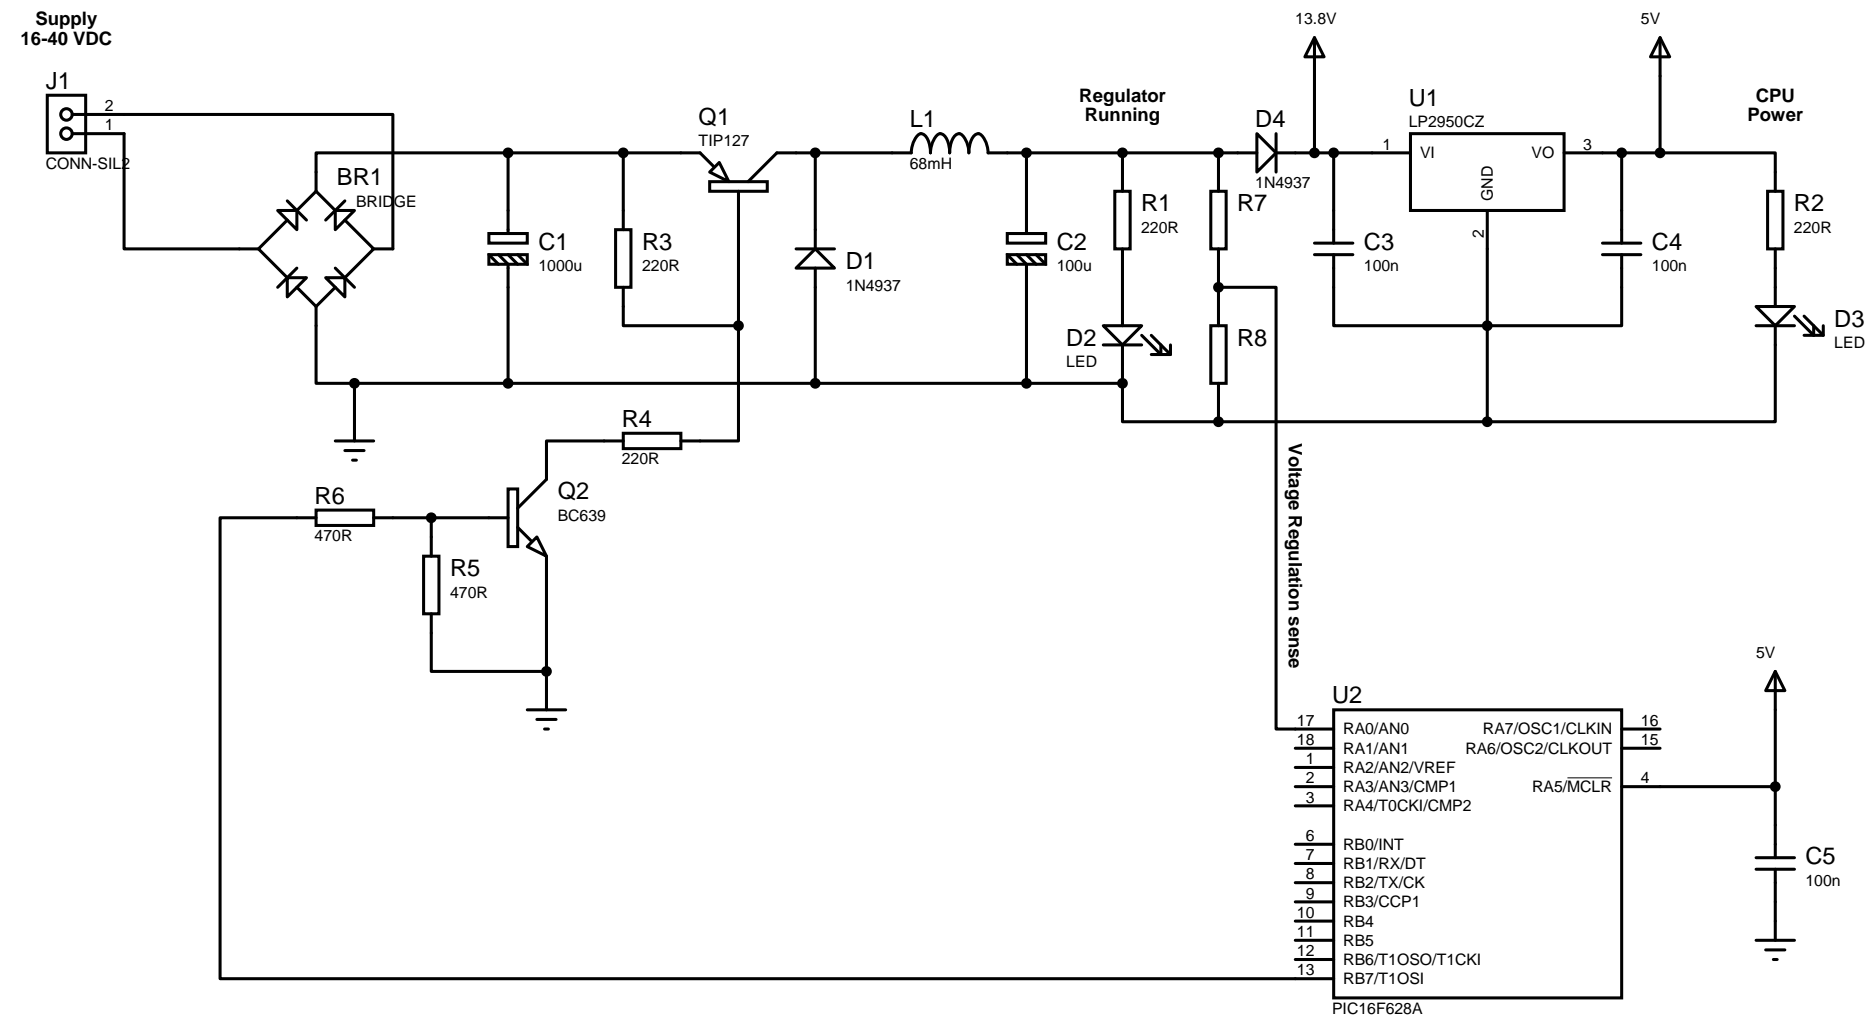 Supply
16-40 VDC
J1
2
1
CONN-SIL2
BR1
BRIDGE
C1
1000u
R3
220R
Q1
TIP127
D1
1N4937
L1
68mH
C2
100u
Regulator
Running
R1
220R
D2
LED
R7
R8
D4
1N4937
13.8V
C3
100n
U1
LP2950CZ
1
VI
VO
3
GND
2
5V
C4
100n
CPU
Power
R2
220R
D3
LED
R4
220R
Q2
BC639
R6
470R
R5
470R
Voltage Regulation sense
5V
C5
100n
U2
17
RA0/AN0
18
RA1/AN1
1
RA2/AN2/VREF
2
RA3/AN3/CMP1
3
RA4/T0CKI/CMP2
6
RB0/INT
7
RB1/RX/DT
8
RB2/TX/CK
9
RB3/CCP1
10
RB4
11
RB5
12
RB6/T1OSO/T1CKI
13
RB7/T1OSI
RA7/OSC1/CLKIN
16
RA6/OSC2/CLKOUT
15
RA5/MCLR
4
PIC16F628A